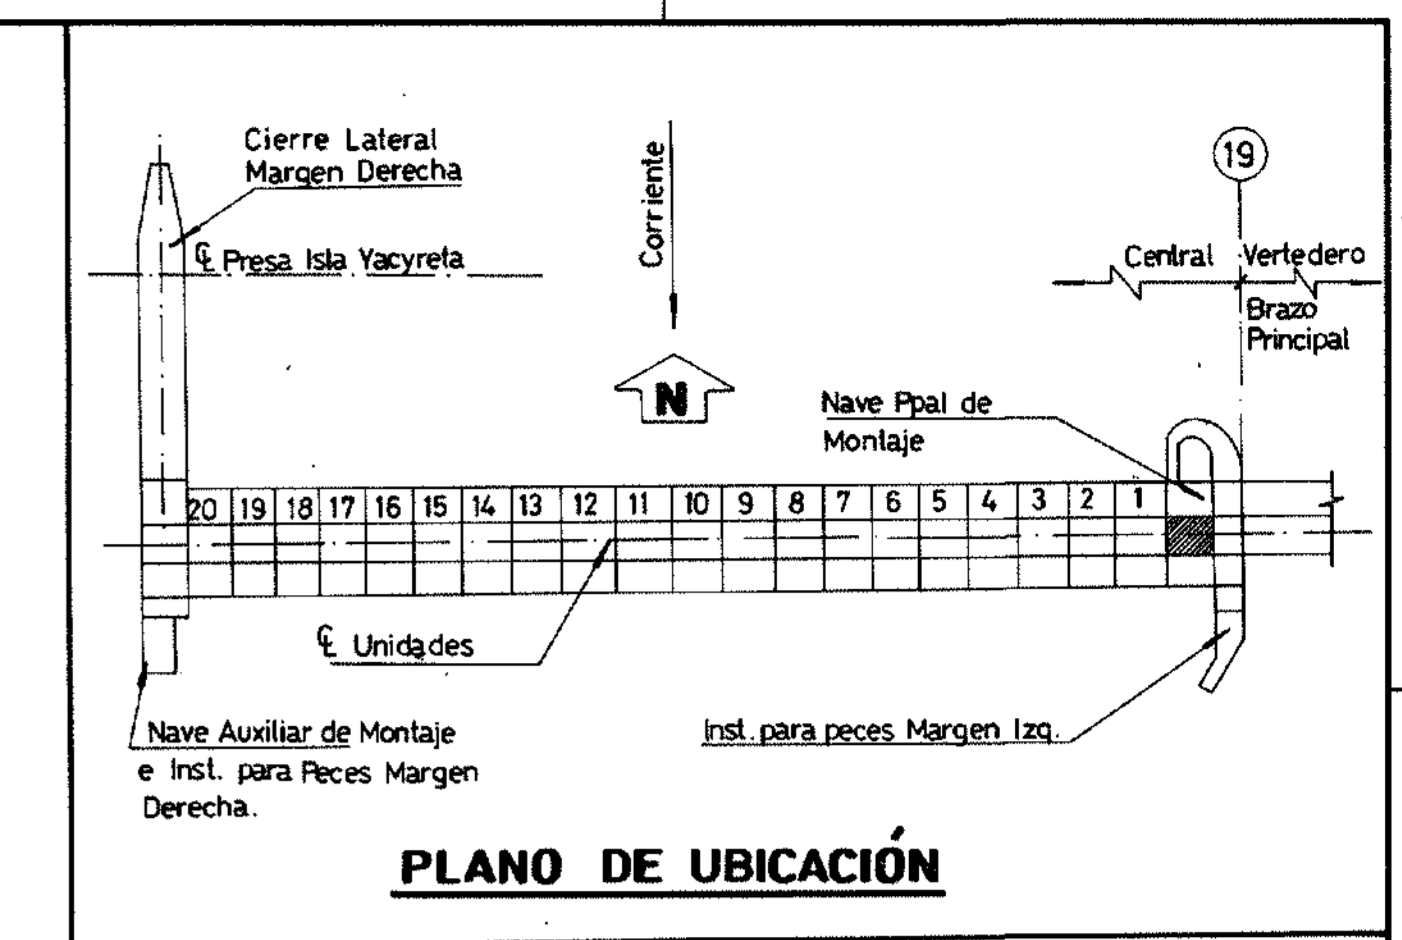 Cierre Lateral
Margen Derecha
℄ Presa Isla Yacyreta
Corriente
N
19
Central
Vertedero
Brazo
Principal
Nave Ppal de
Montaje
20 19 18 17 16 15 14 13 12 11 10 9 8 7 6 5 4 3 2 1
℄ Unidades
Nave Auxiliar de Montaje
e Inst. para Peces Margen
Derecha.
Inst. para peces Margen Izq.
PLANO DE UBICACIÓN